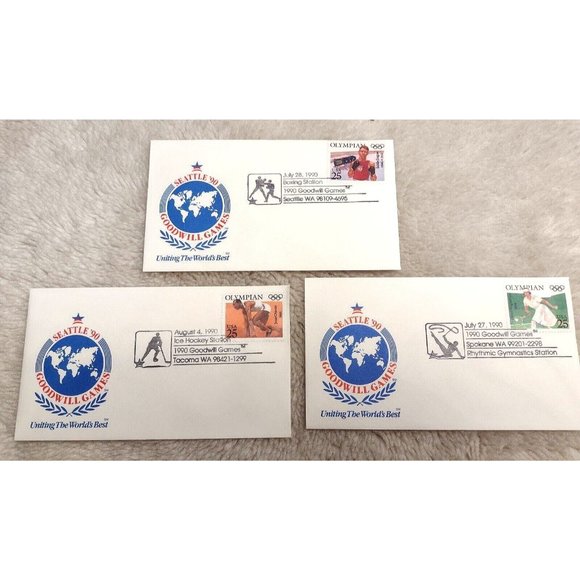 SEATTLE '90
GOODWILL GAMES
Uniting The World's Best
July 28, 1990
Boxing Station
1990 Goodwill Games
Seattle WA 98109-4695
OLYMPIAN
25
SEATTLE '90
GOODWILL GAMES
Uniting The World's Best
August 4, 1990
Ice Hockey Station
1990 Goodwill Games
Tacoma WA 98421-1299
OLYMPIAN
25
SEATTLE '90
GOODWILL GAMES
Uniting The World's Best
July 27, 1990
1990 Goodwill Games
Spokane WA 99201-2298
Rhythmic Gymnastics Station
OLYMPIAN
USA
25